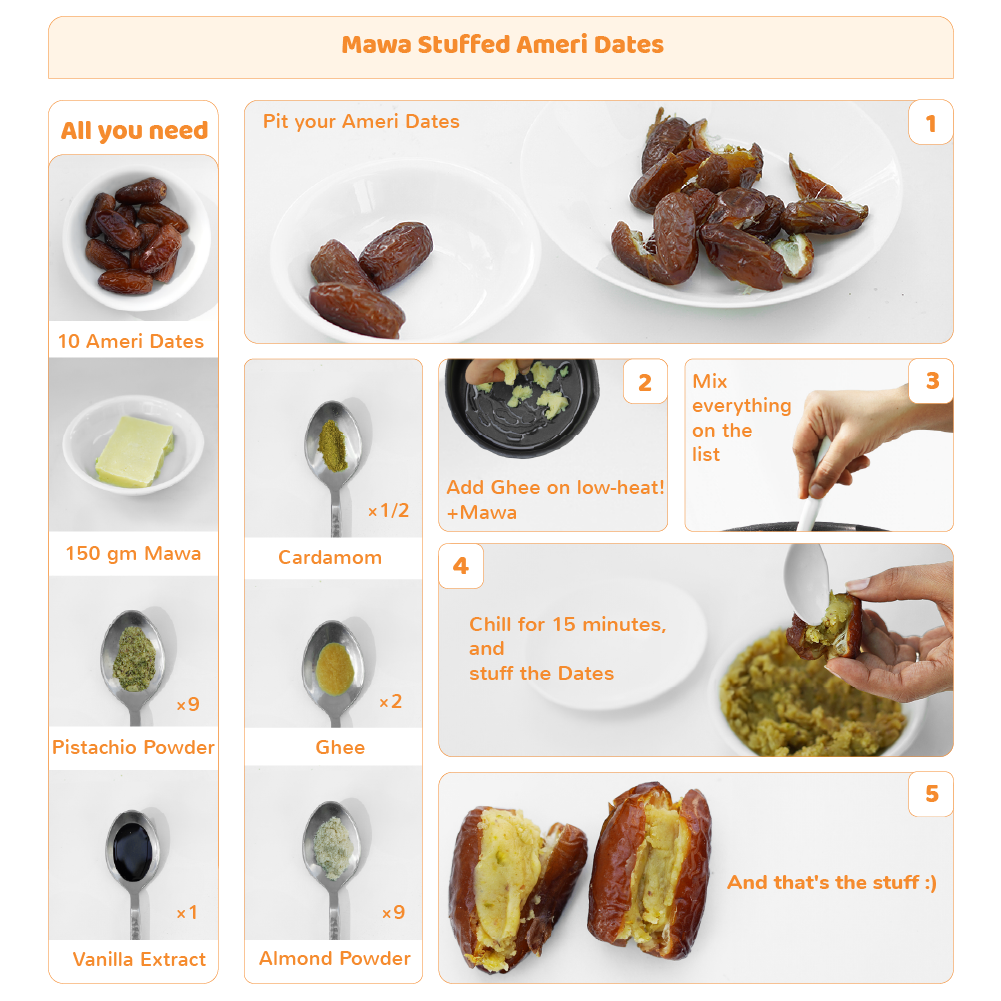 Mawa Stuffed Ameri Dates
All you need
10 Ameri Dates
150 gm Mawa
×9
Pistachio Powder
×1
Vanilla Extract
×1/2
Cardamom
×2
Ghee
×9
Almond Powder
Pit your Ameri Dates
1
2
Add Ghee on low-heat!
+Mawa
3
Mix
everything
on the
list
4
Chill for 15 minutes,
and
stuff the Dates
5
And that's the stuff :)